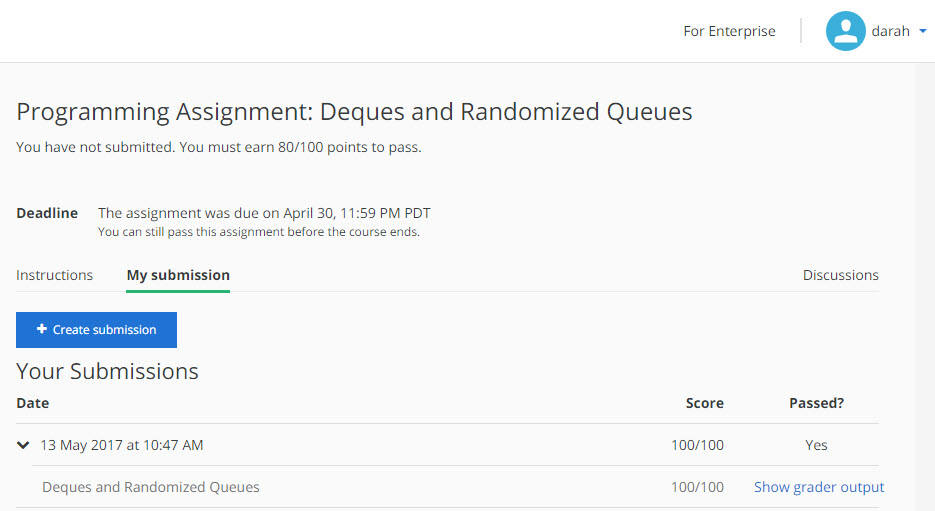 For Enterprise darah
Programming Assignment: Deques and Randomized Queues
You have not submitted. You must earn 80/100 points to pass.
Deadline The assignment was due on April 30, 11:59 PM PDT
You can still pass this assignment before the course ends.
Instructions My submission Discussions
+ Create submission
Your Submissions
Date Score Passed?
13 May 2017 at 10:47 AM 100/100 Yes
Deques and Randomized Queues 100/100 Show grader output